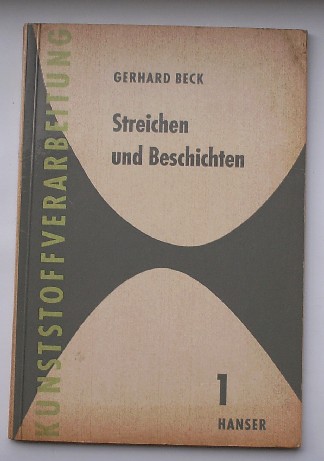 KUNSTSTOFFVERARBEITUNG
GERHARD BECK
Streichen
und Beschichten
1
HANSER